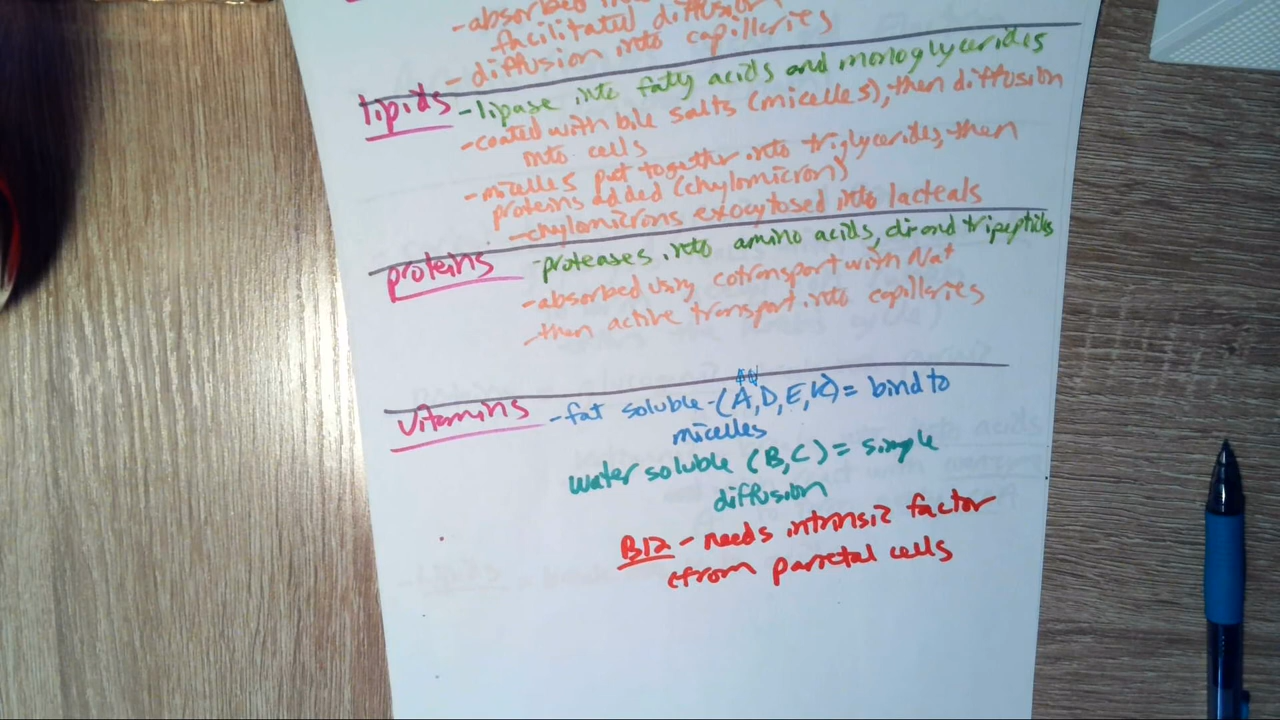 - absorbed
facilitated diffusion
- diffusion into capillaries
lipids - lipase into fatty acids and monoglycerides
- coated with bile salts (micelles), then diffusion
into cells
- micelles put together into triglycerides, then
proteins added (chylomicron)
- chylomicrons exocytosed into lacteals
proteins - proteases into amino acids, di and tripeptides
- absorbed using cotransport with Na+
- then active transport into capillaries
vitamins - fat soluble - (A, D, E, K) = bind to
micelles
water soluble (B, C) = simple
diffusion
B12 - needs intrinsic factor
from parietal cells